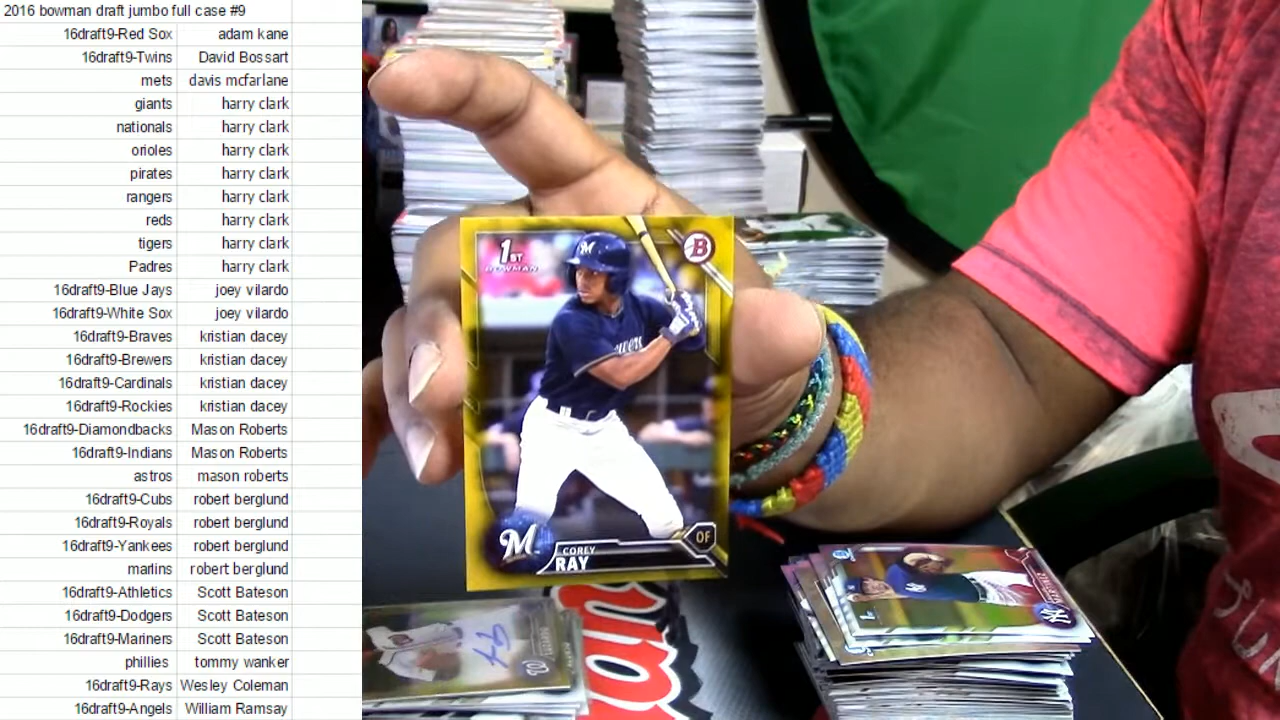 2016 bowman draft jumbo full case #9
16draft9-Red Sox adam kane
16draft9-Twins David Bossart
mets davis mcfarlane
giants harry clark
nationals harry clark
orioles harry clark
pirates harry clark
rangers harry clark
reds harry clark
tigers harry clark
Padres harry clark
16draft9-Blue Jays joey vilardo
16draft9-White Sox joey vilardo
16draft9-Braves kristian dacey
16draft9-Brewers kristian dacey
16draft9-Cardinals kristian dacey
16draft9-Rockies kristian dacey
16draft9-Diamondbacks Mason Roberts
16draft9-Indians Mason Roberts
astros mason roberts
16draft9-Cubs robert berglund
16draft9-Royals robert berglund
16draft9-Yankees robert berglund
marlins robert berglund
16draft9-Athletics Scott Bateson
16draft9-Dodgers Scott Bateson
16draft9-Mariners Scott Bateson
phillies tommy wanker
16draft9-Rays Wesley Coleman
16draft9-Angels William Ramsay
1ST
BOWMAN
B
M
M
OF
COREY
RAY